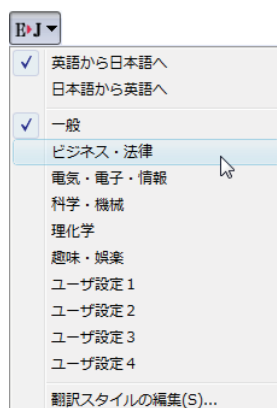 E▸J ▼
✓ 英語から日本語へ
日本語から英語へ
✓ 一般
ビジネス・法律
電気・電子・情報
科学・機械
理化学
趣味・娯楽
ユーザ設定1
ユーザ設定2
ユーザ設定3
ユーザ設定4
翻訳スタイルの編集(S)...